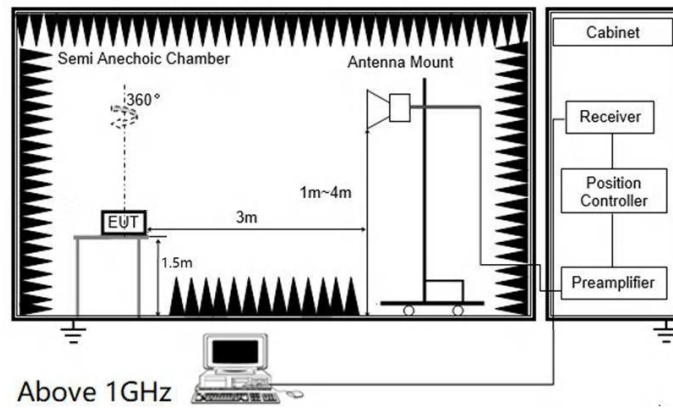 Semi Anechoic Chamber
Antenna Mount
Cabinet
360°
Receiver
1m~4m
Position
Controller
EUT
3m
1.5m
Preamplifier
Above 1GHz